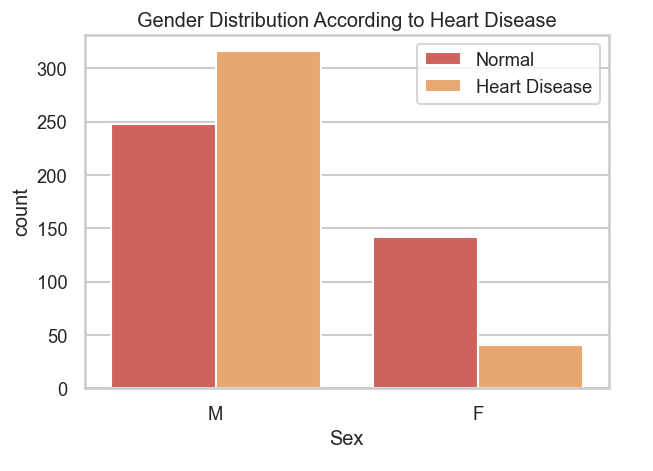 Gender Distribution According to Heart Disease
Normal
Heart Disease
300
250
200
150
100
50
0
count
M
F
Sex